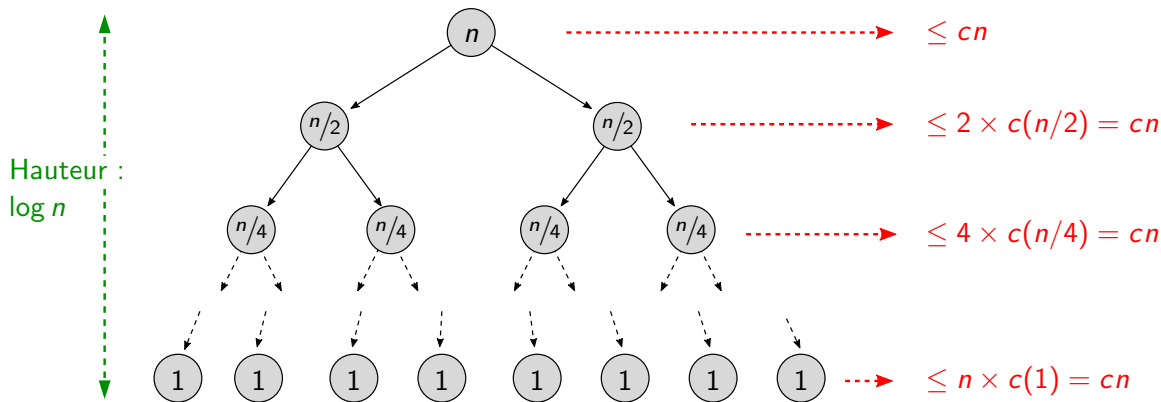 n
≤ cn
n/2 n/2
≤ 2 × c(n/2) = cn
Hauteur :
log n
n/4 n/4 n/4 n/4
≤ 4 × c(n/4) = cn
1 1 1 1 1 1 1 1
≤ n × c(1) = cn